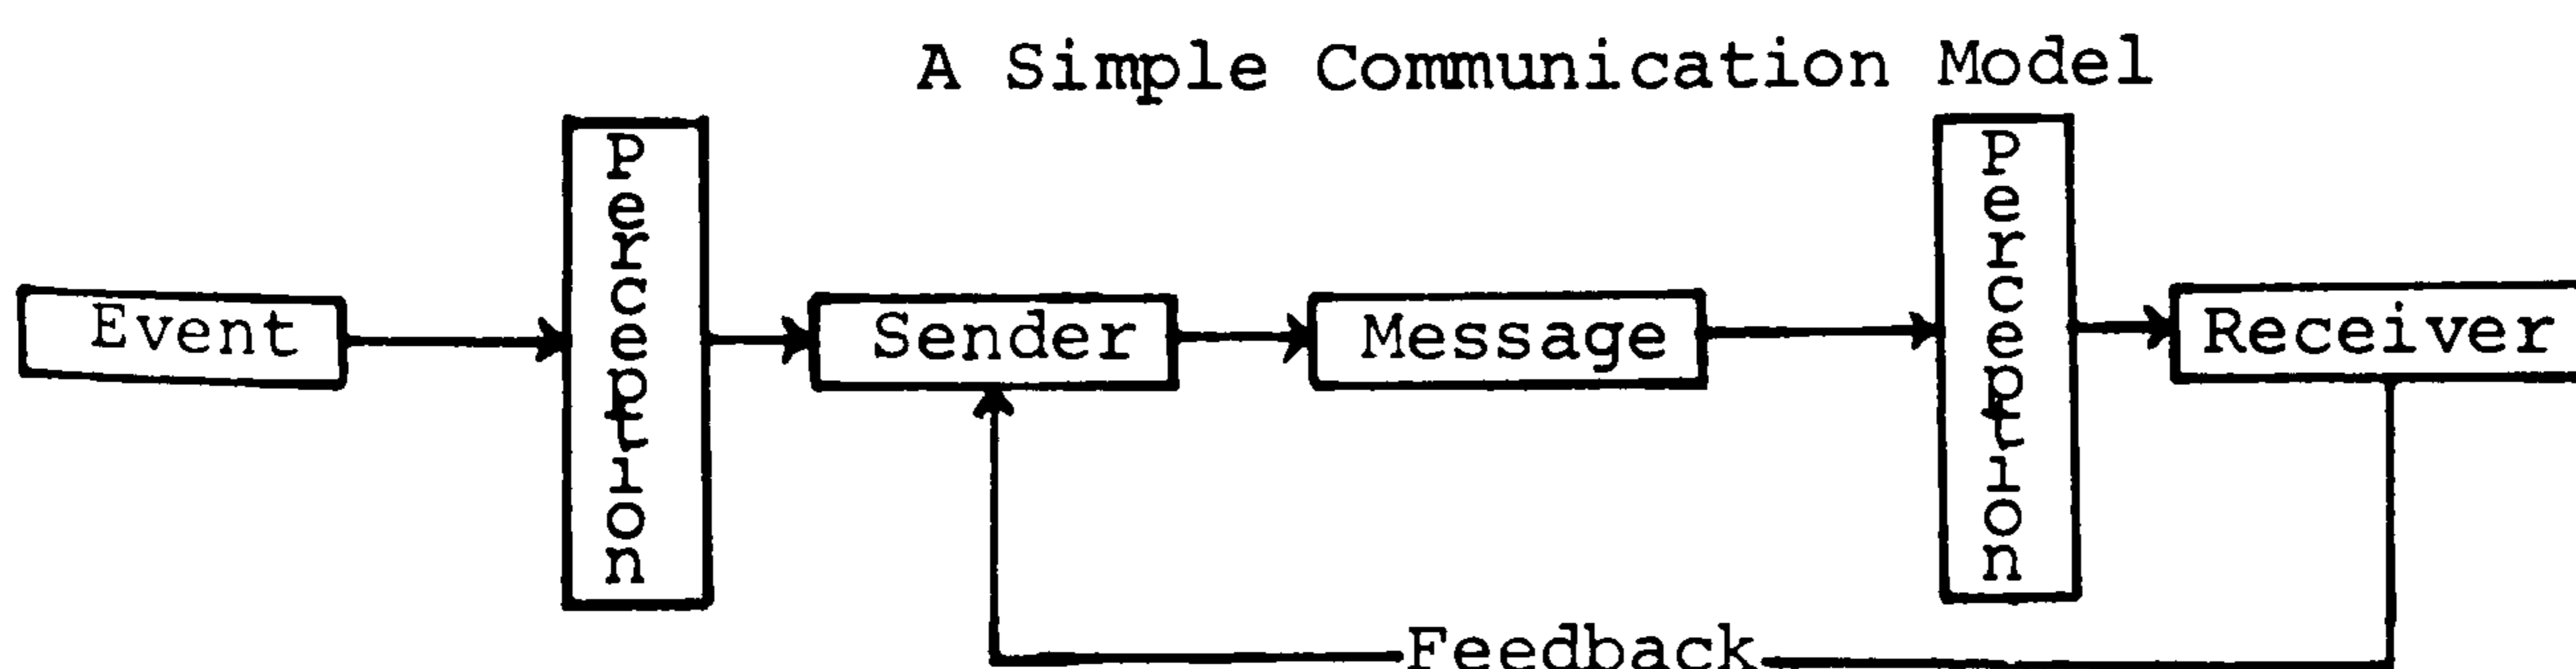 A Simple Communication Model
Event
Perception
Sender
Message
Perception
Receiver
Feedback